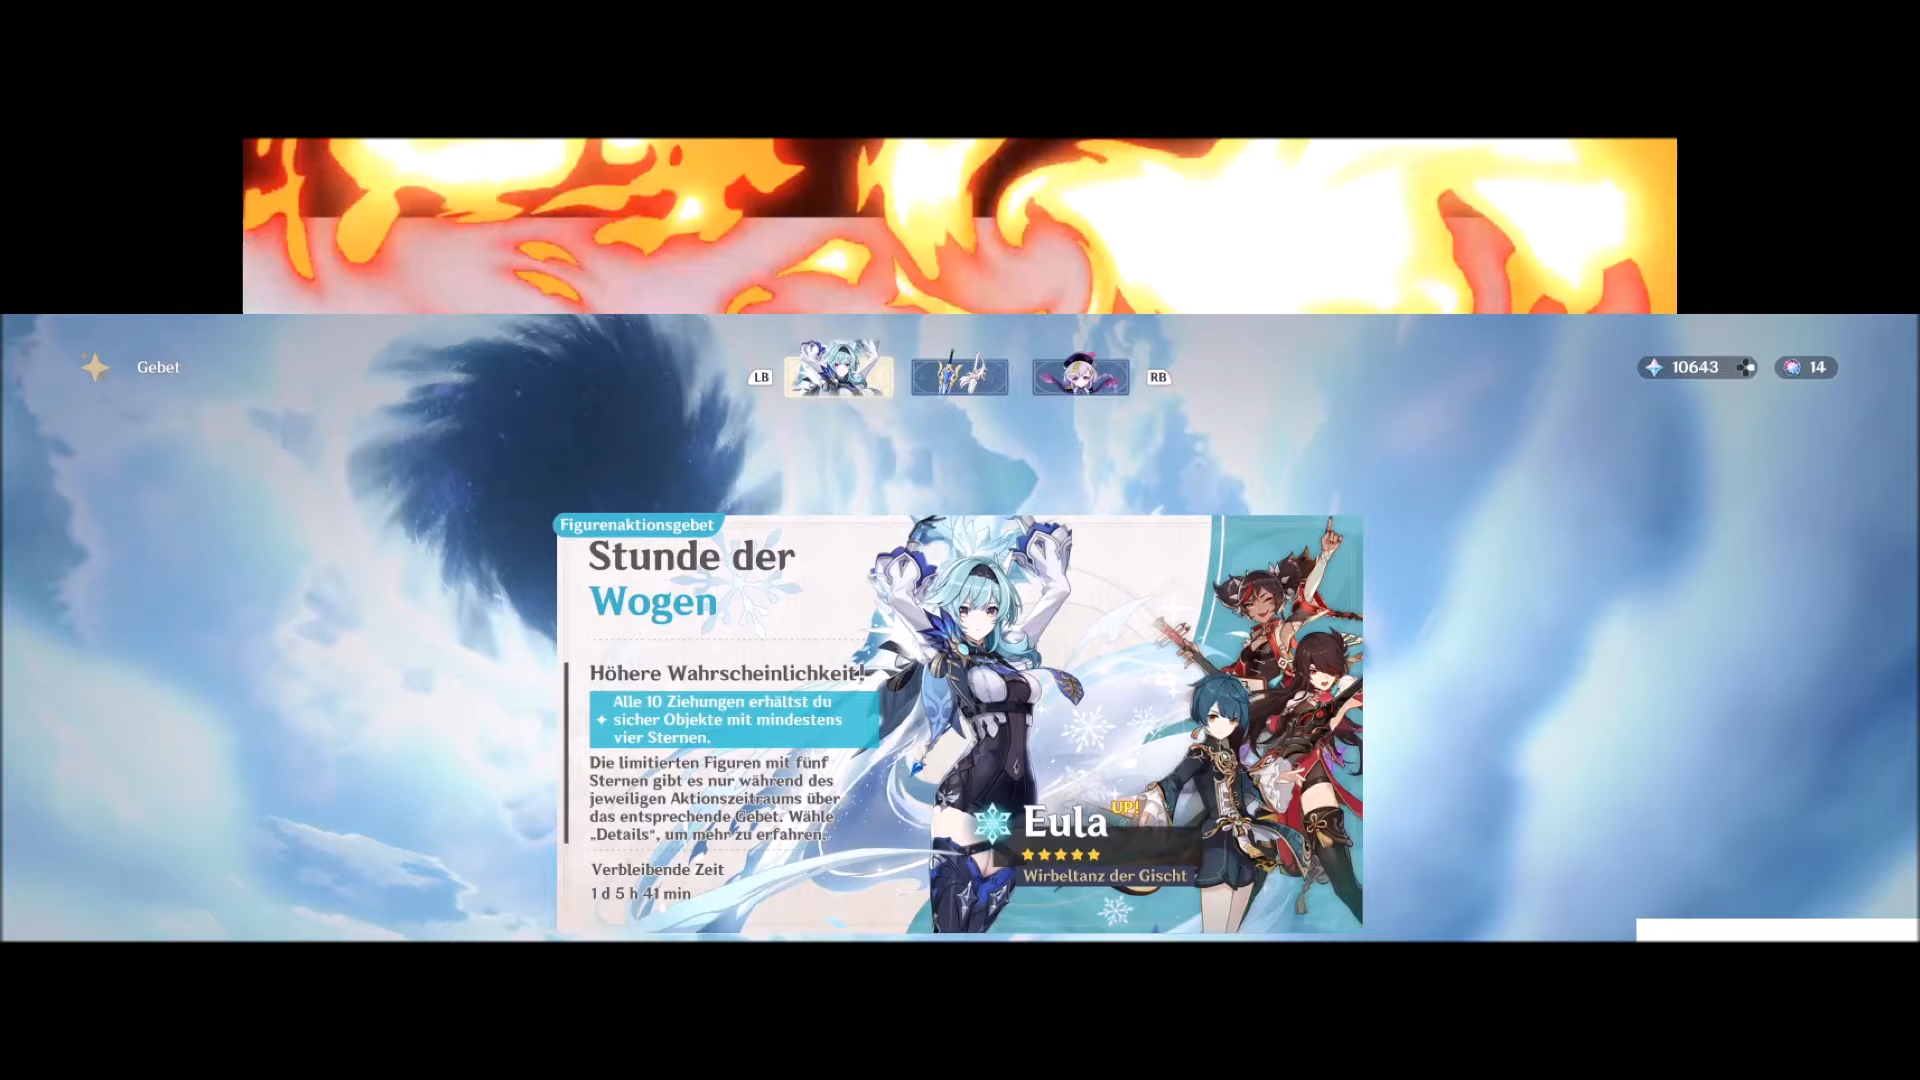 Gebet
LB
RB
10643
14
Figurenaktionsgebet
Stunde der
Wogen
Höhere Wahrscheinlichkeit!
Alle 10 Ziehungen erhältst du
sicher Objekte mit mindestens
vier Sternen.
Die limitierten Figuren mit fünf
Sternen gibt es nur während des
jeweiligen Aktionszeitraums über
das entsprechende Gebet. Wähle
„Details“, um mehr zu erfahren.
Verbleibende Zeit
1 d 5 h 41 min
Eula
UP!
Wirbeltanz der Gischt